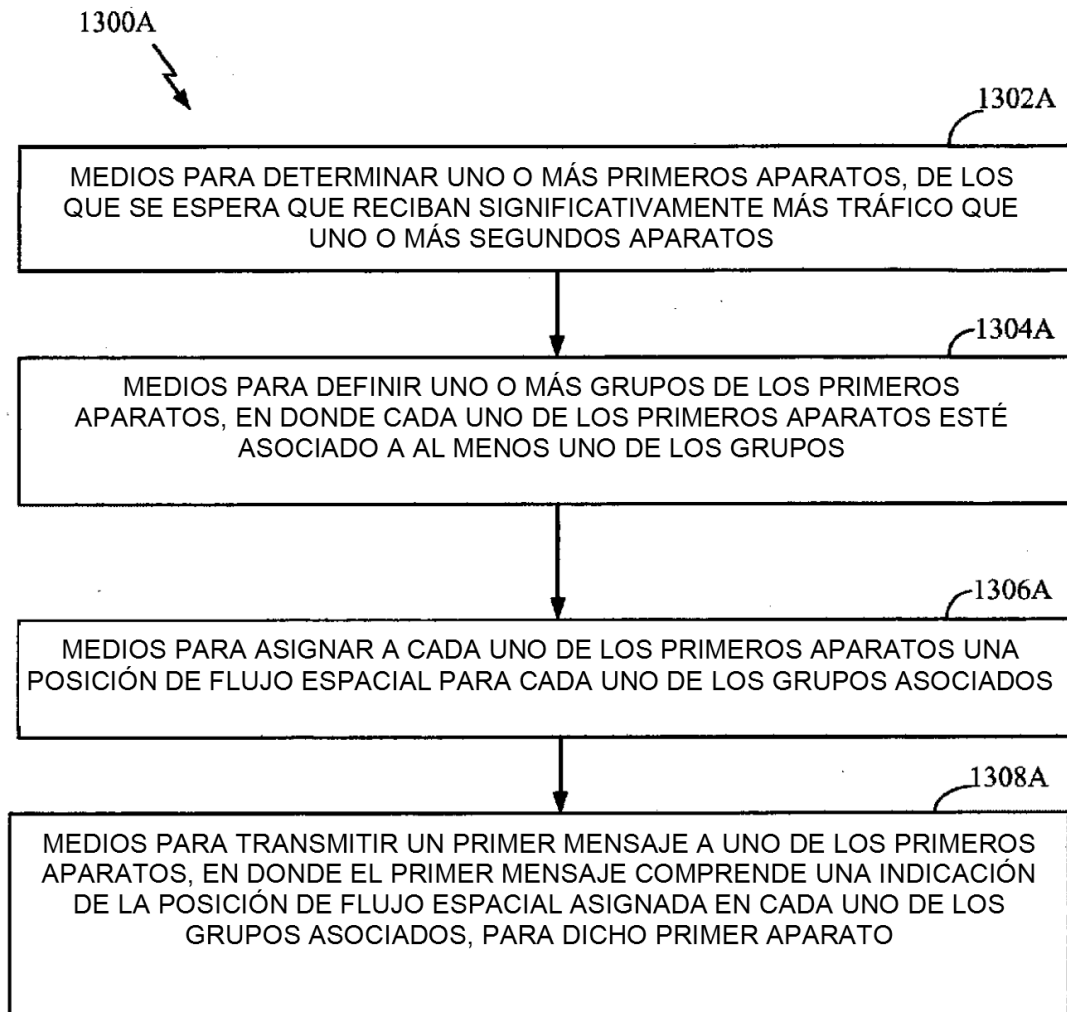 1300A
1302A
MEDIOS PARA DETERMINAR UNO O MÁS PRIMEROS APARATOS, DE LOS
QUE SE ESPERA QUE RECIBAN SIGNIFICATIVAMENTE MÁS TRÁFICO QUE
UNO O MÁS SEGUNDOS APARATOS
1304A
MEDIOS PARA DEFINIR UNO O MÁS GRUPOS DE LOS PRIMEROS
APARATOS, EN DONDE CADA UNO DE LOS PRIMEROS APARATOS ESTÉ
ASOCIADO A AL MENOS UNO DE LOS GRUPOS
1306A
MEDIOS PARA ASIGNAR A CADA UNO DE LOS PRIMEROS APARATOS UNA
POSICIÓN DE FLUJO ESPACIAL PARA CADA UNO DE LOS GRUPOS ASOCIADOS
1308A
MEDIOS PARA TRANSMITIR UN PRIMER MENSAJE A UNO DE LOS PRIMEROS
APARATOS, EN DONDE EL PRIMER MENSAJE COMPRENDE UNA INDICACIÓN
DE LA POSICIÓN DE FLUJO ESPACIAL ASIGNADA EN CADA UNO DE LOS
GRUPOS ASOCIADOS, PARA DICHO PRIMER APARATO